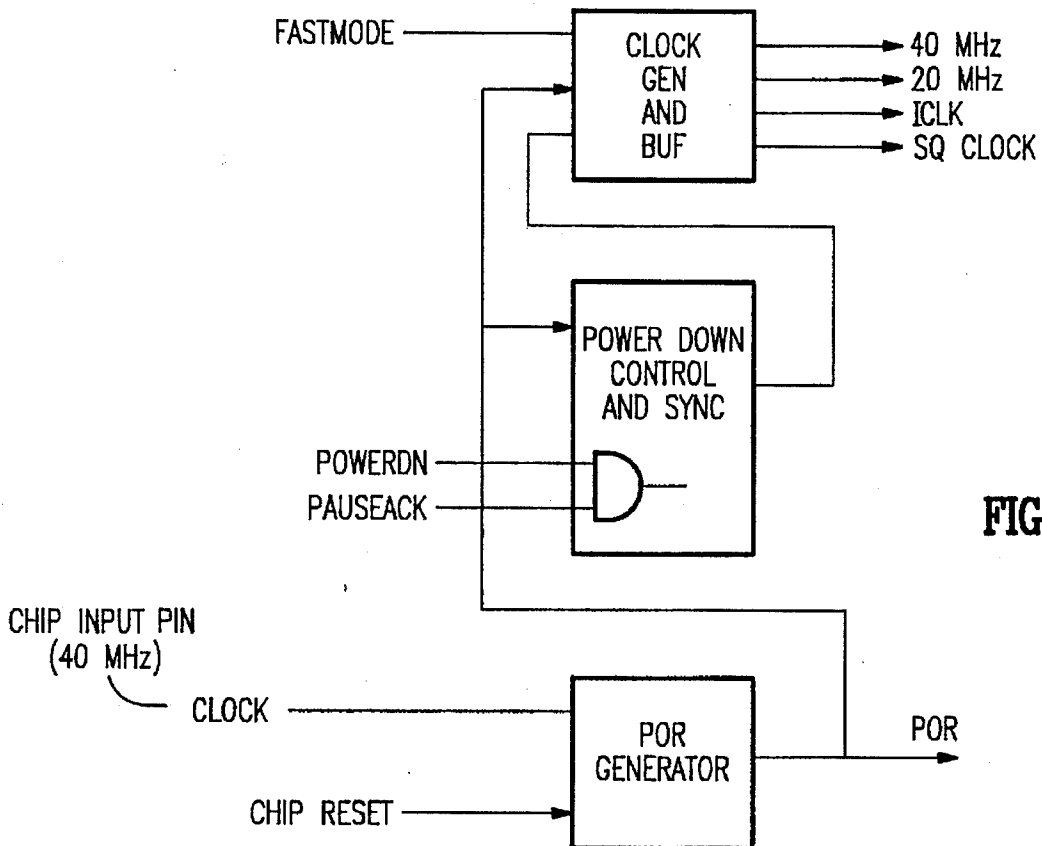 FASTMODE
CLOCK
GEN
AND
BUF
40 MHz
20 MHz
ICLK
SQ CLOCK
POWER DOWN
CONTROL
AND SYNC
POWERDN
PAUSEACK
FIG
CHIP INPUT PIN
(40 MHz)
CLOCK
POR
GENERATOR
POR
CHIP RESET